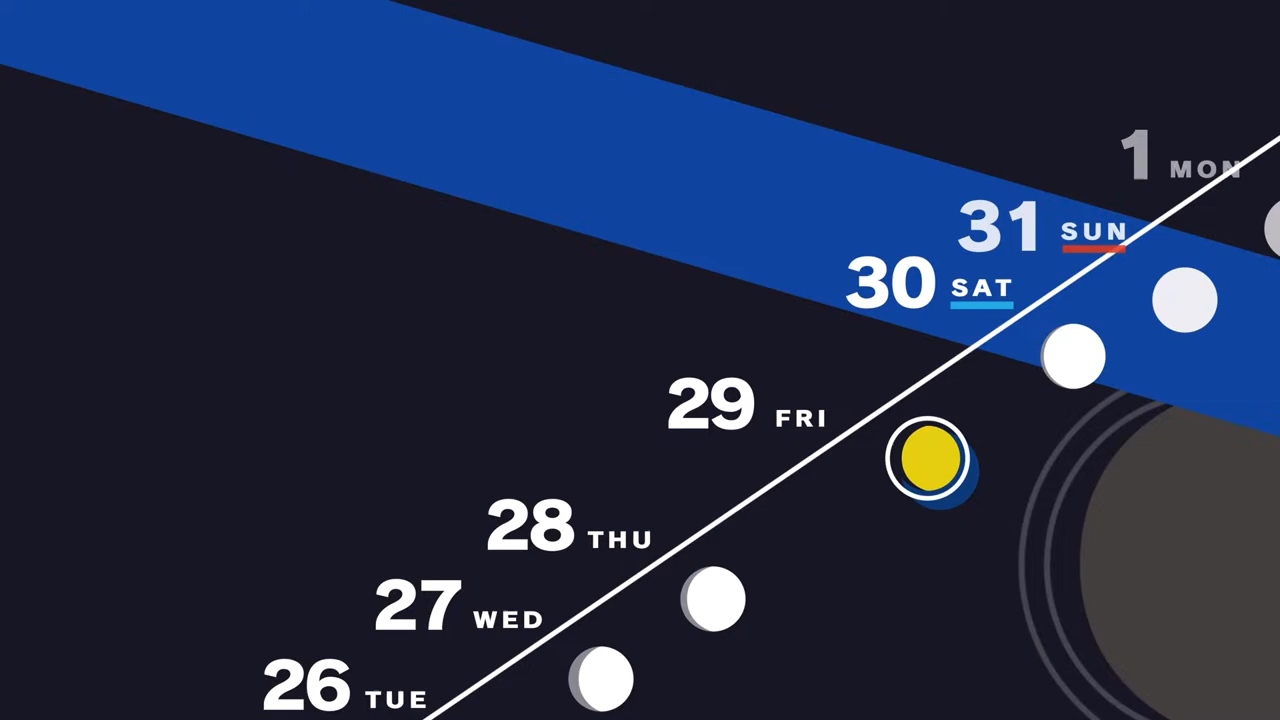 1 MON
31 SUN
30 SAT
29 FRI
28 THU
27 WED
26 TUE